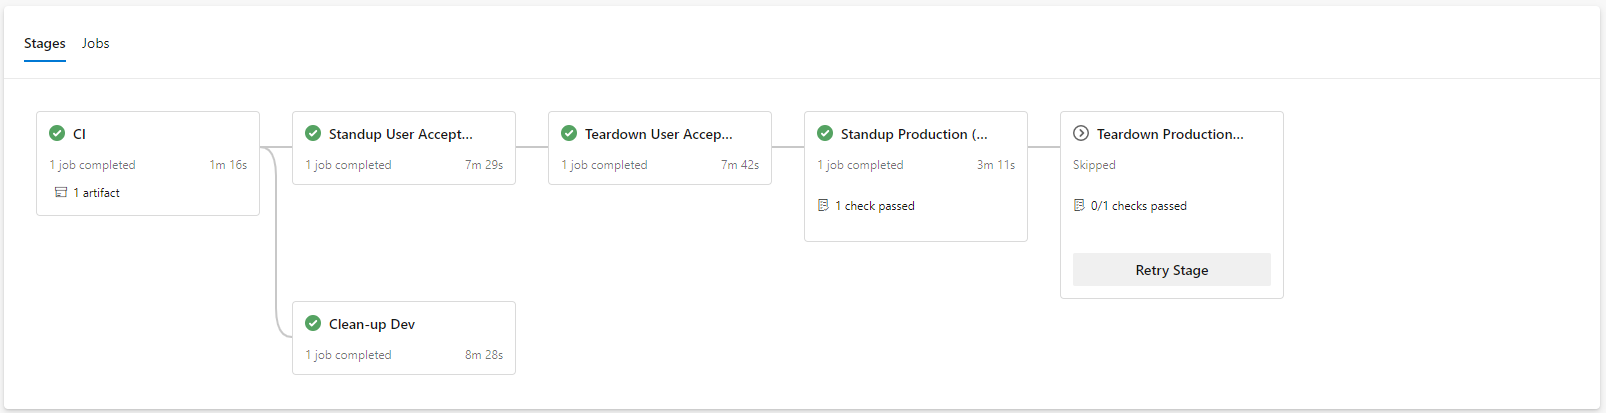 Stages Jobs
CI
1 job completed 1m 16s
1 artifact
Standup User Accept...
1 job completed 7m 29s
Teardown User Accep...
1 job completed 7m 42s
Standup Production (...
1 job completed 3m 11s
1 check passed
Teardown Production...
Skipped
0/1 checks passed
Retry Stage
Clean-up Dev
1 job completed 8m 28s